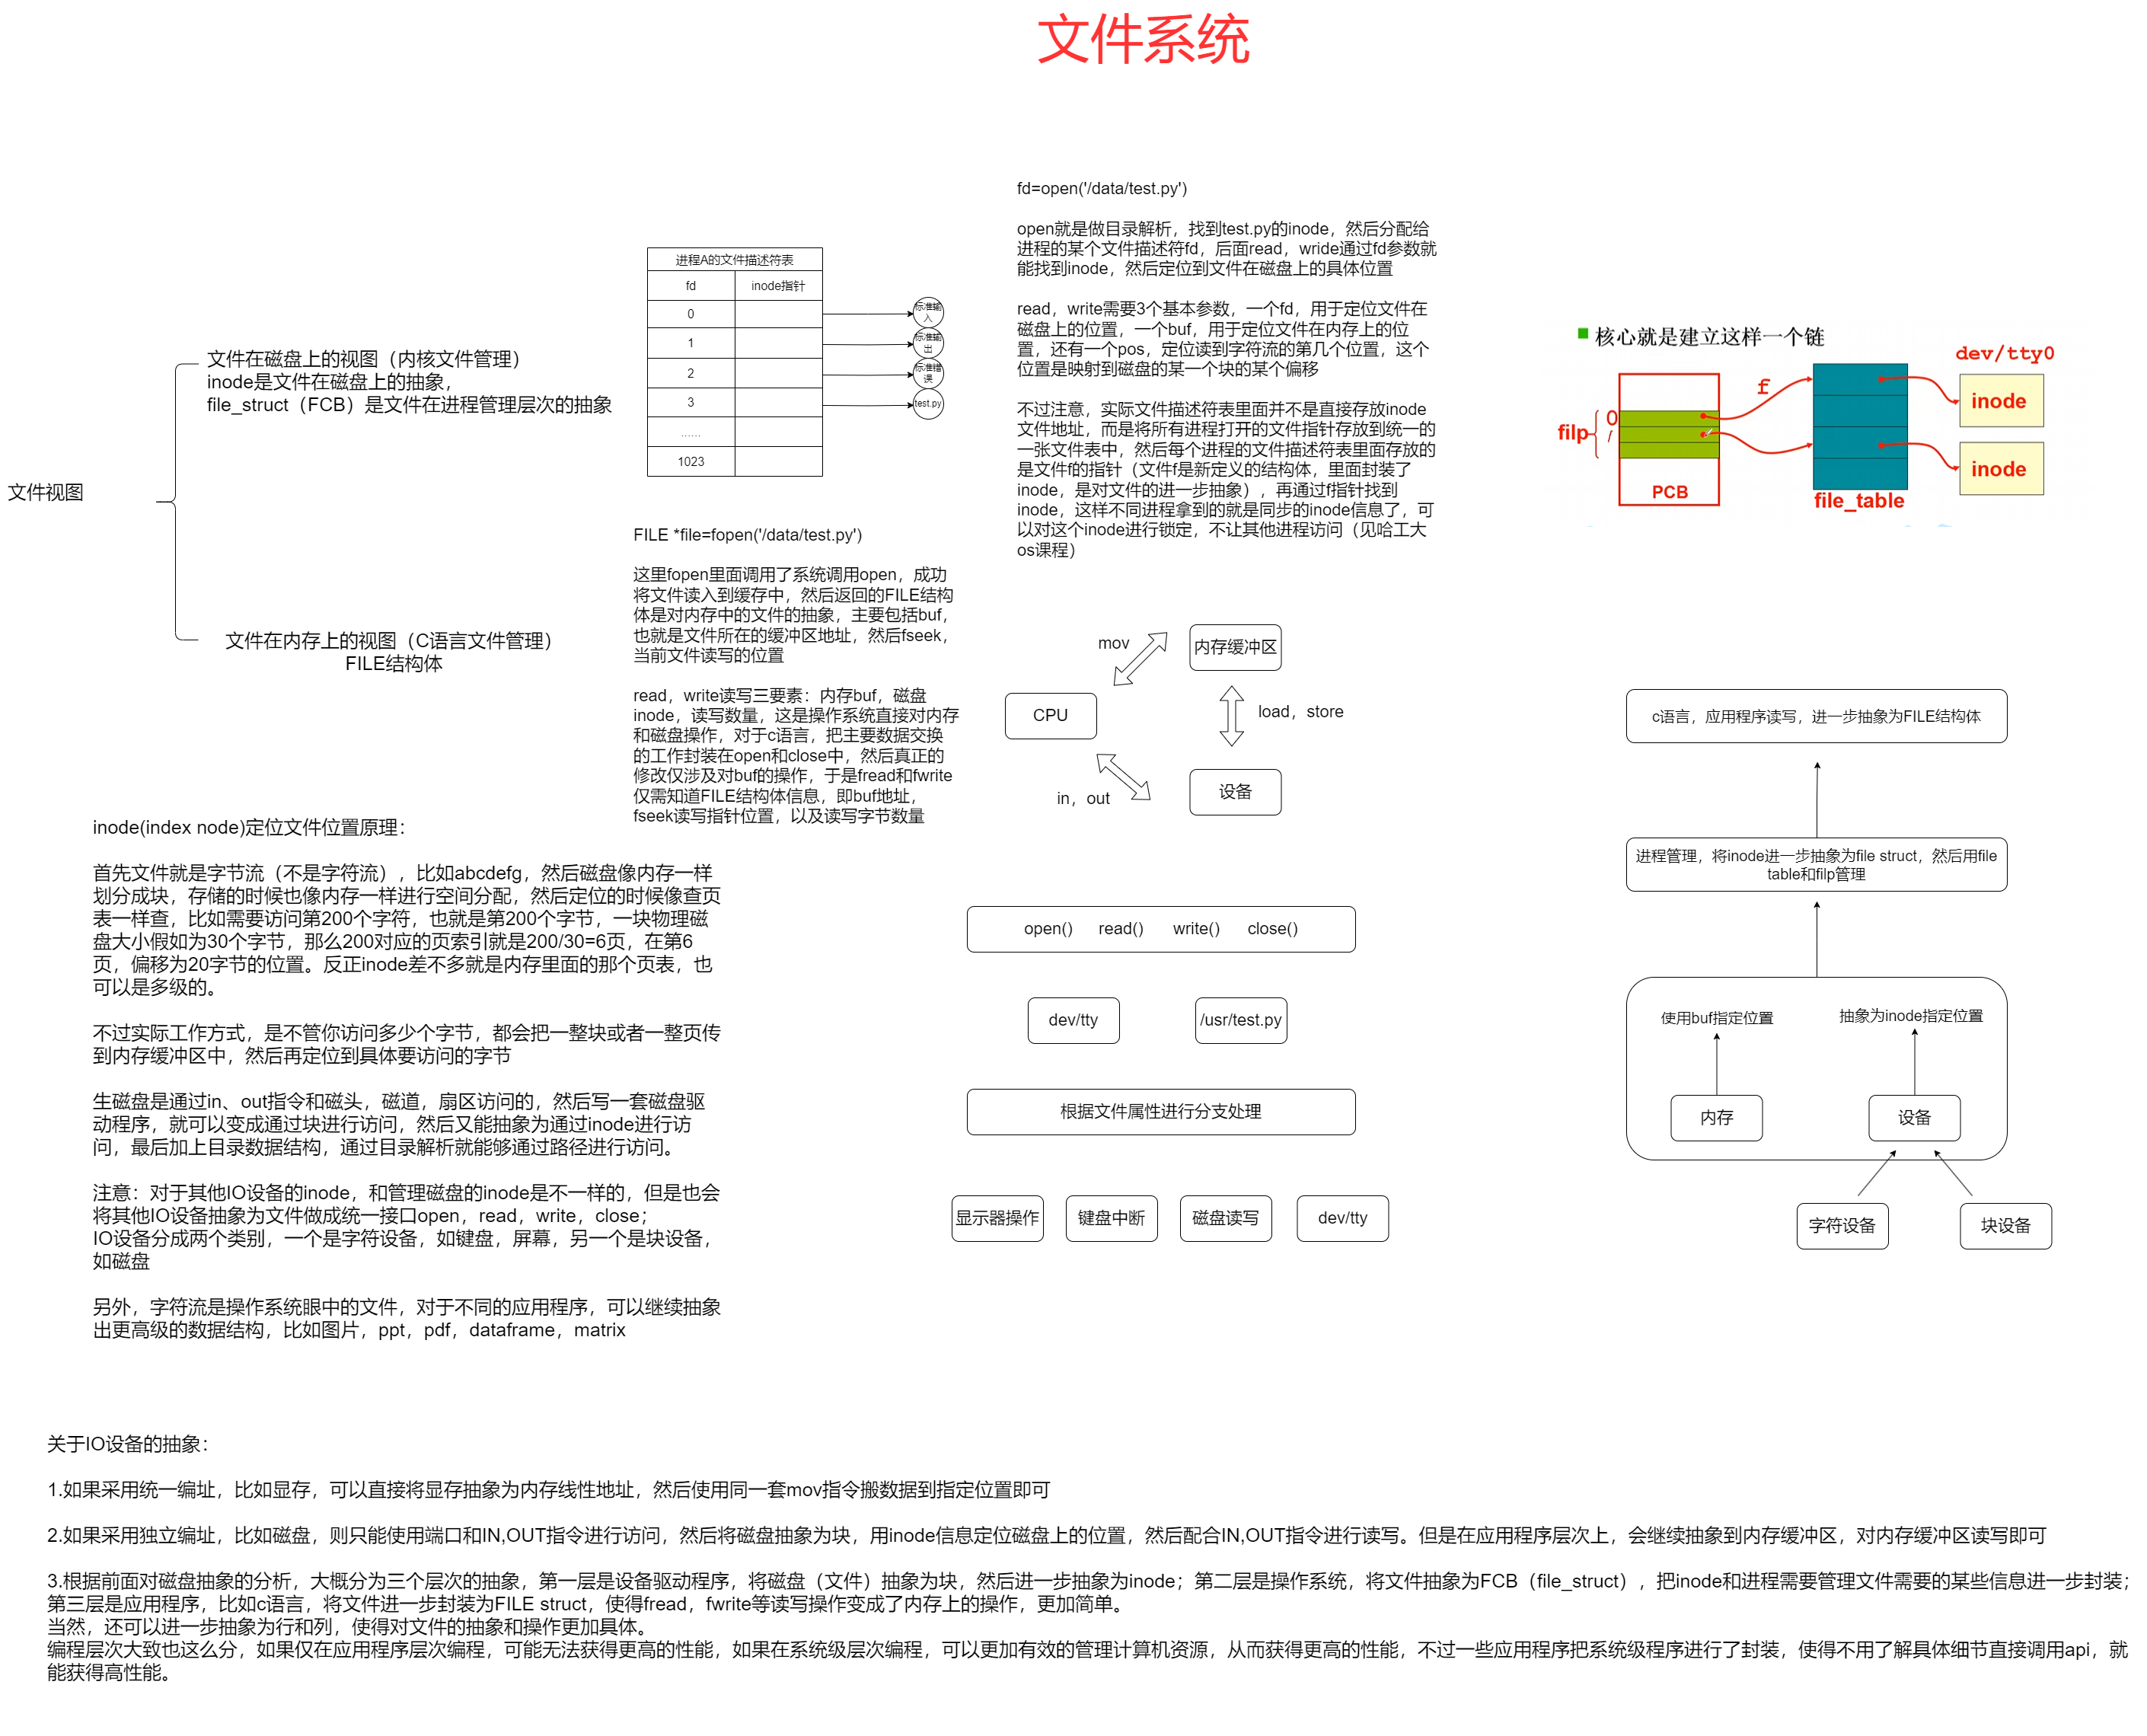 文件系统
文件视图
文件在磁盘上的视图（内核文件管理）
inode是文件在磁盘上的抽象，
file_struct（FCB）是文件在进程管理层次的抽象
文件在内存上的视图（C语言文件管理）
FILE结构体
进程A的文件描述符表
fd inode指针
0
1
2
3
......
1023
标准输
入
标准输
出
标准错
误
test.py
FILE *file=fopen('/data/test.py')
这里fopen里面调用了系统调用open，成功
将文件读入到缓存中，然后返回的FILE结构
体是对内存中的文件的抽象，主要包括buf，
也就是文件所在的缓冲区地址，然后fseek，
当前文件读写的位置
read，write读写三要素：内存buf，磁盘
inode，读写数量，这是操作系统直接对内存
和磁盘操作，对于c语言，把主要数据交换
的工作封装在open和close中，然后真正的
修改仅涉及对buf的操作，于是fread和fwrite
仅需知道FILE结构体信息，即buf地址，
fseek读写指针位置，以及读写字节数量
fd=open('/data/test.py')
open就是做目录解析，找到test.py的inode，然后分配给
进程的某个文件描述符fd，后面read，wride通过fd参数就
能找到inode，然后定位到文件在磁盘上的具体位置
read，write需要3个基本参数，一个fd，用于定位文件在
磁盘上的位置，一个buf，用于定位文件在内存上的位
置，还有一个pos，定位读到字符流的第几个位置，这个
位置是映射到磁盘的某一个块的某个偏移
不过注意，实际文件描述符表里面并不是直接存放inode
文件地址，而是将所有进程打开的文件指针存放到统一的
一张文件表中，然后每个进程的文件描述符表里面存放的
是文件f的指针（文件f是新定义的结构体，里面封装了
inode，是对文件的进一步抽象），再通过f指针找到
inode，这样不同进程拿到的就是同步的inode信息了，可
以对这个inode进行锁定，不让其他进程访问（见哈工大
os课程）
核心就是建立这样一个链
dev/tty0
f
filp
0
PCB
file_table
inode
inode
mov
内存缓冲区
CPU
load，store
in，out
设备
open() read() write() close()
dev/tty
/usr/test.py
根据文件属性进行分支处理
显示器操作
键盘中断
磁盘读写
dev/tty
c语言，应用程序读写，进一步抽象为FILE结构体
进程管理，将inode进一步抽象为file struct，然后用file
table和filp管理
使用buf指定位置
抽象为inode指定位置
内存
设备
字符设备
块设备
inode(index node)定位文件位置原理：
首先文件就是字节流（不是字符流），比如abcdefg，然后磁盘像内存一样
划分成块，存储的时候也像内存一样进行空间分配，然后定位的时候像查页
表一样查，比如需要访问第200个字符，也就是第200个字节，一块物理磁
盘大小假如为30个字节，那么200对应的页索引就是200/30=6页，在第6
页，偏移为20字节的位置。反正inode差不多就是内存里面的那个页表，也
可以是多级的。
不过实际工作方式，是不管你访问多少个字节，都会把一整块或者一整页传
到内存缓冲区中，然后再定位到具体要访问的字节
生磁盘是通过in、out指令和磁头，磁道，扇区访问的，然后写一套磁盘驱
动程序，就可以变成通过块进行访问，然后又能抽象为通过inode进行访
问，最后加上目录数据结构，通过目录解析就能够通过路径进行访问。
注意：对于其他IO设备的inode，和管理磁盘的inode是不一样的，但是也会
将其他IO设备抽象为文件做成统一接口open，read，write，close；
IO设备分成两个类别，一个是字符设备，如键盘，屏幕，另一个是块设备，
如磁盘
另外，字符流是操作系统眼中的文件，对于不同的应用程序，可以继续抽象
出更高级的数据结构，比如图片，ppt，pdf，dataframe，matrix
关于IO设备的抽象：
1.如果采用统一编址，比如显存，可以直接将显存抽象为内存线性地址，然后使用同一套mov指令搬数据到指定位置即可
2.如果采用独立编址，比如磁盘，则只能使用端口和IN,OUT指令进行访问，然后将磁盘抽象为块，用inode信息定位磁盘上的位置，然后配合IN,OUT指令进行读写。但是在应用程序层次上，会继续抽象到内存缓冲区，对内存缓冲区读写即可
3.根据前面对磁盘抽象的分析，大概分为三个层次的抽象，第一层是设备驱动程序，将磁盘（文件）抽象为块，然后进一步抽象为inode；第二层是操作系统，将文件抽象为FCB（file_struct），把inode和进程需要管理文件需要的某些信息进一步封装；
第三层是应用程序，比如c语言，将文件进一步封装为FILE struct，使得fread，fwrite等读写操作变成了内存上的操作，更加简单。
当然，还可以进一步抽象为行和列，使得对文件的抽象和操作更加具体。
编程层次大致也这么分，如果仅在应用程序层次编程，可能无法获得更高的性能，如果在系统级层次编程，可以更加有效的管理计算机资源，从而获得更高的性能，不过一些应用程序把系统级程序进行了封装，使得不用了解具体细节直接调用api，就
能获得高性能。